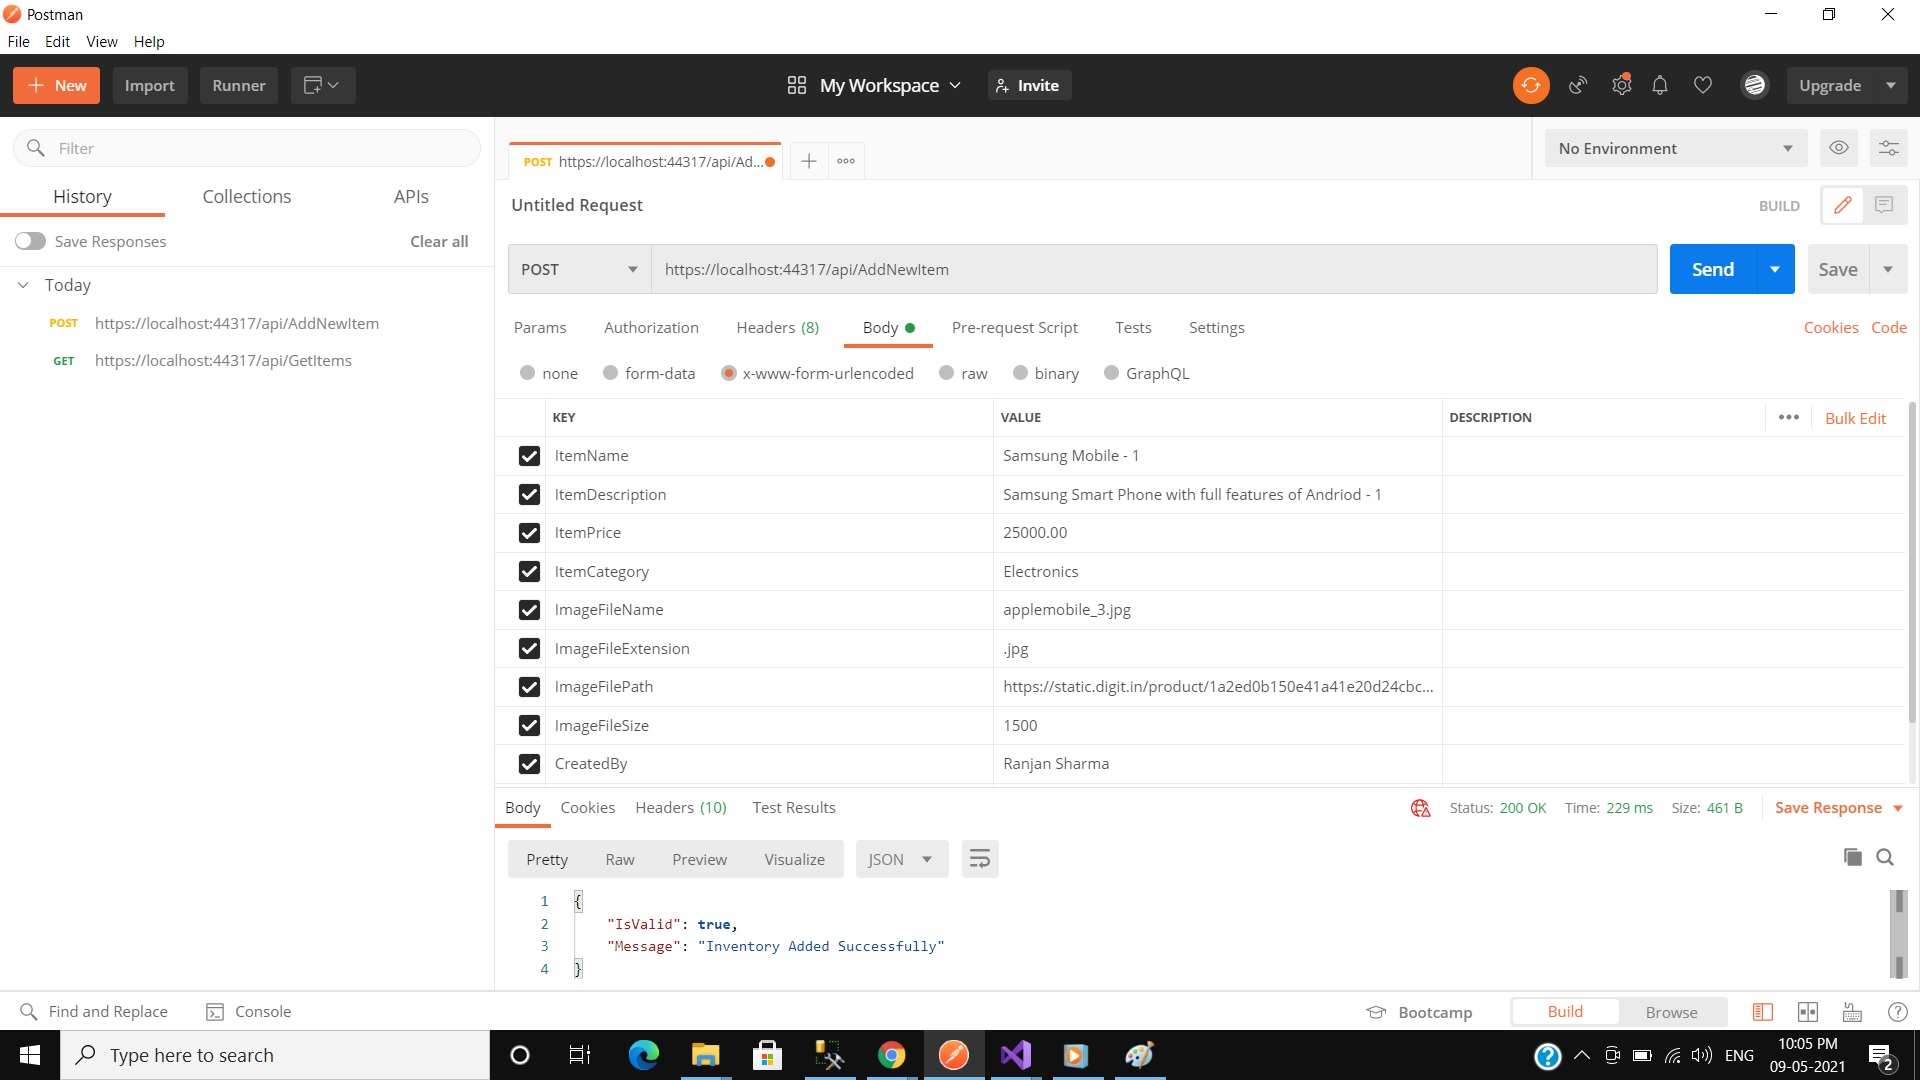 Postman
File Edit View Help
New Import Runner My Workspace Invite Upgrade
Filter
History Collections APIs
Save Responses Clear all
Today
POST https://localhost:44317/api/AddNewItem
GET https://localhost:44317/api/GetItems
POST https://localhost:44317/api/Ad...
No Environment
Untitled Request BUILD
POST https://localhost:44317/api/AddNewItem Send Save
Params Authorization Headers (8) Body Pre-request Script Tests Settings Cookies Code
none form-data x-www-form-urlencoded raw binary GraphQL
KEY VALUE DESCRIPTION Bulk Edit
ItemName Samsung Mobile - 1
ItemDescription Samsung Smart Phone with full features of Andriod - 1
ItemPrice 25000.00
ItemCategory Electronics
ImageFileName applemobile_3.jpg
ImageFileExtension .jpg
ImageFilePath https://static.digit.in/product/1a2ed0b150e41a41e20d24cbc...
ImageFileSize 1500
CreatedBy Ranjan Sharma
Body Cookies Headers (10) Test Results Status: 200 OK Time: 229 ms Size: 461 B Save Response
Pretty Raw Preview Visualize JSON
1 {
2 "IsValid": true,
3 "Message": "Inventory Added Successfully"
4 }
Find and Replace Console Bootcamp Build Browse
Type here to search ENG 10:05 PM
09-05-2021 2